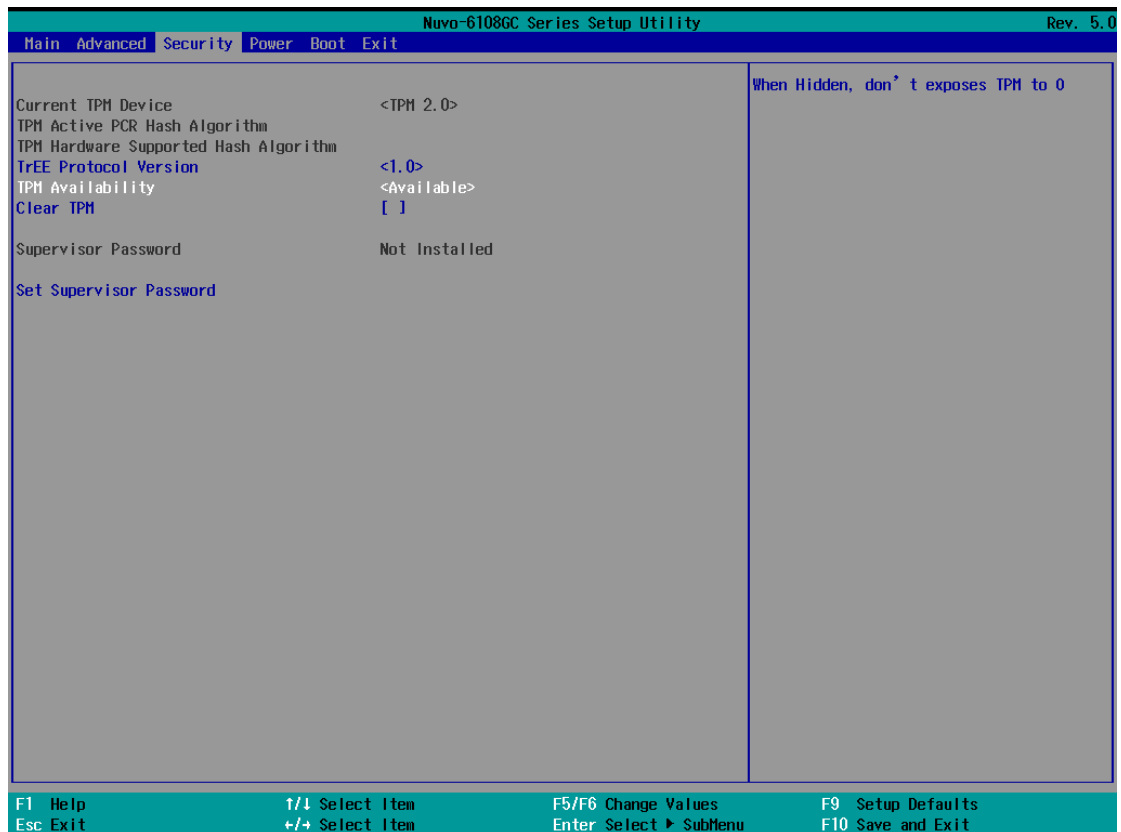 Nuvo-6108GC Series Setup Utility Rev. 5.0
Main Advanced Security Power Boot Exit
When Hidden, don’t exposes TPM to 0
Current TPM Device <TPM 2.0>
TPM Active PCR Hash Algorithm
TPM Hardware Supported Hash Algorithm
TrEE Protocol Version <1.0>
TPM Availability <Available>
Clear TPM [ ]
Supervisor Password Not Installed
Set Supervisor Password
F1 Help ↑/↓ Select Item F5/F6 Change Values F9 Setup Defaults
Esc Exit ←/→ Select Item Enter Select ▶ SubMenu F10 Save and Exit